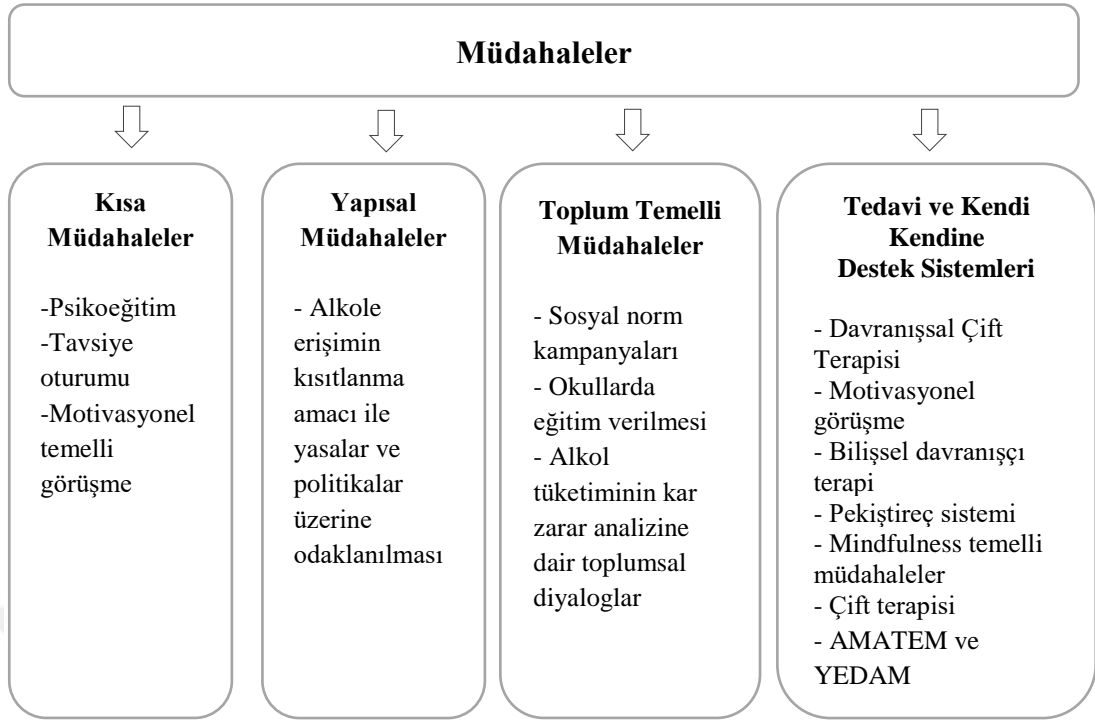 Müdahaleler
Kısa
Müdahaleler
-Psikoeğitim
-Tavsiye
oturumu
-Motivasyonel
temelli
görüşme
Yapısal
Müdahaleler
- Alkole
erişimin
kısıtlanma
amacı ile
yasalar ve
politikalar
üzerine
odaklanılması
Toplum Temelli
Müdahaleler
- Sosyal norm
kampanyaları
- Okullarda
eğitim verilmesi
- Alkol
tüketiminin kar
zarar analizine
dair toplumsal
diyaloglar
Tedavi ve Kendi
Kendine
Destek Sistemleri
- Davranışsal Çift
Terapisi
- Motivasyonel
görüşme
- Bilişsel davranışçı
terapi
- Pekiştireç sistemi
- Mindfulness temelli
müdahaleler
- Çift terapisi
- AMATEM ve
YEDAM